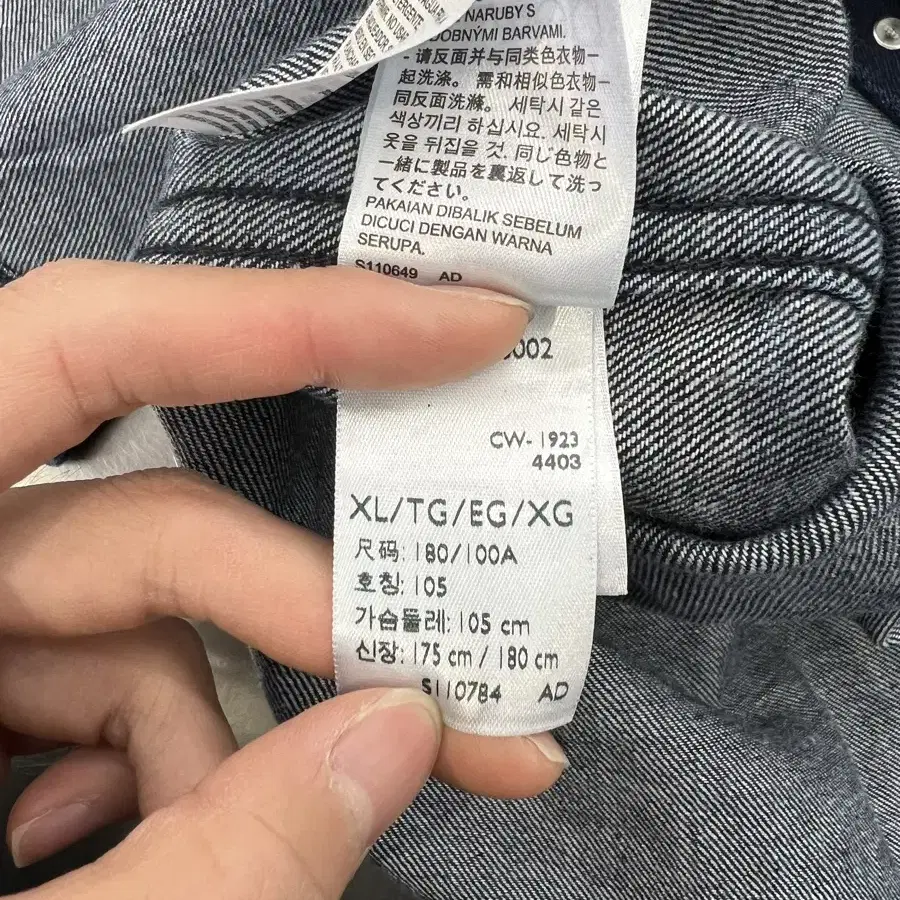 NARUBY S
DOBNÝMI BARVAMI.
- 请反面并与同类色衣物一
起洗涤。 需和相似色衣物一
同反面洗滌。 세탁시 같은
색상끼리 하십시요. 세탁시
옷을 뒤집을 것. 同じ色物と
一緒に製品を裏返して洗っ
てください。
PAKAIAN DIBALIK SEBELUM
DICUCI DENGAN WARNA
SERUPA.
S110649 AD
002
CW- 1923
4403
XL/TG/EG/XG
尺码: 180/100A
호칭: 105
가슴둘레: 105 cm
신장: 175 cm / 180 cm
S110784 AD